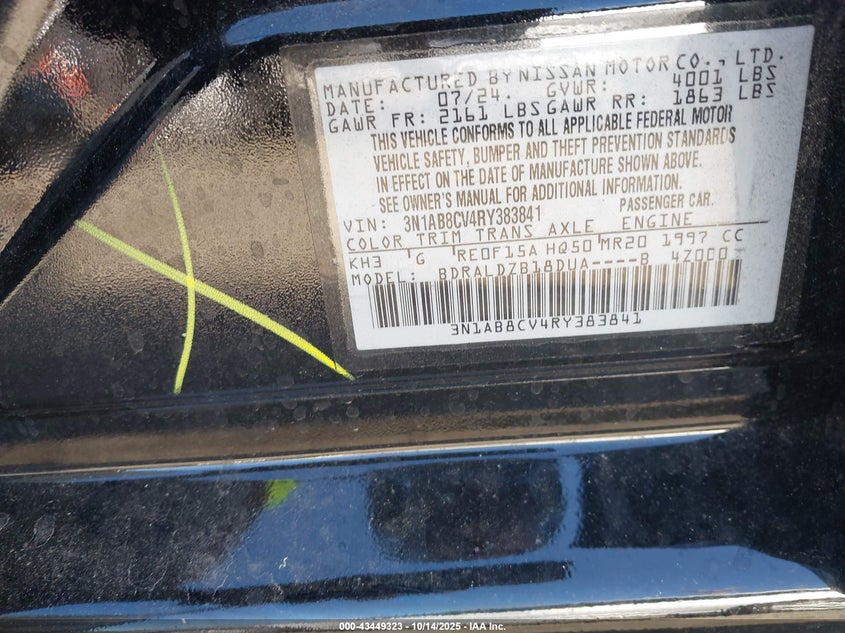 MANUFACTURED BY NISSAN MOTOR CO., LTD.
DATE: 07/24 GVWR: 4001 LBS
GAWR FR: 2161 LBS GAWR RR: 1863 LBS
THIS VEHICLE CONFORMS TO ALL APPLICABLE FEDERAL MOTOR
VEHICLE SAFETY, BUMPER AND THEFT PREVENTION STANDARDS
IN EFFECT ON THE DATE OF MANUFACTURE SHOWN ABOVE.
SEE OWNER'S MANUAL FOR ADDITIONAL INFORMATION.
VIN: 3N1AB8CV4RY383841 PASSENGER CAR.
COLOR TRIM TRANS AXLE ENGINE
KH3 G RE0F15A HQ50 MR20 1997 CC
MODEL: BDRALDZB18DUA----B 4Z000-
3N1AB8CV4RY383841
000-43449323 - 10/14/2025 - IAA Inc.